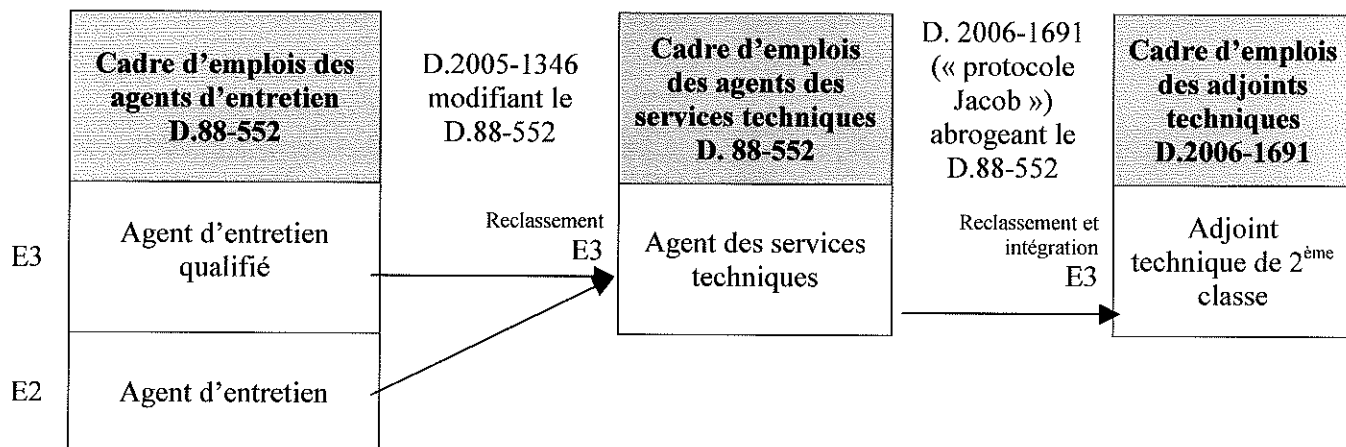 Cadre d'emplois des
agents d'entretien
D.88-552
D.2005-1346
modifiant le
D.88-552
Cadre d'emplois
des agents des
services techniques
D. 88-552
D. 2006-1691
(« protocole
Jacob »)
abrogeant le
D.88-552
Cadre d'emplois
des adjoints
techniques
D.2006-1691
E3
Agent d'entretien
qualifié
Reclassement
E3
Agent des services
techniques
Reclassement et
intégration
E3
Adjoint
technique de 2ème
classe
E2
Agent d'entretien